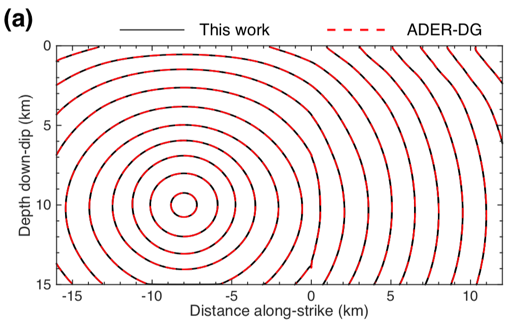 (a)
This work ADER-DG
0
5
10
15
Depth down-dip (km)
-15 -10 -5 0 5 10
Distance along-strike (km)